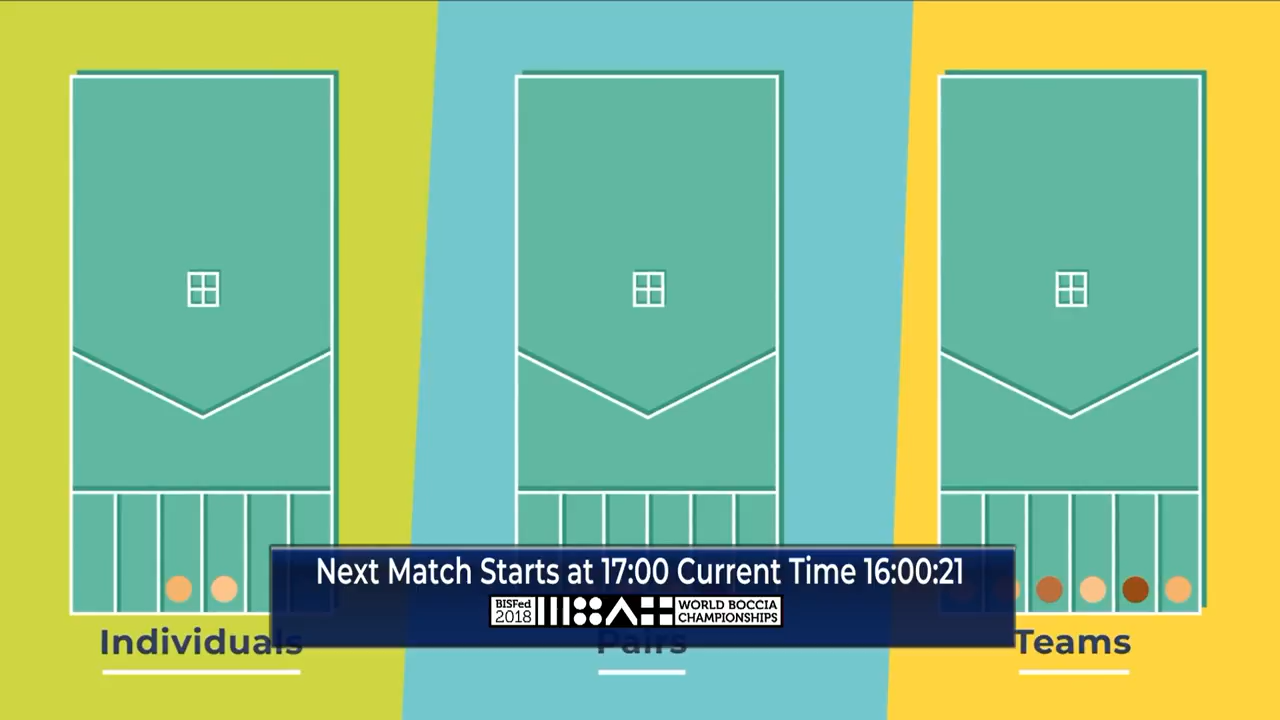 Next Match Starts at 17:00 Current Time 16:00:21
BISFed
2018
WORLD BOCCIA
CHAMPIONSHIPS
Individuals
Pairs
Teams